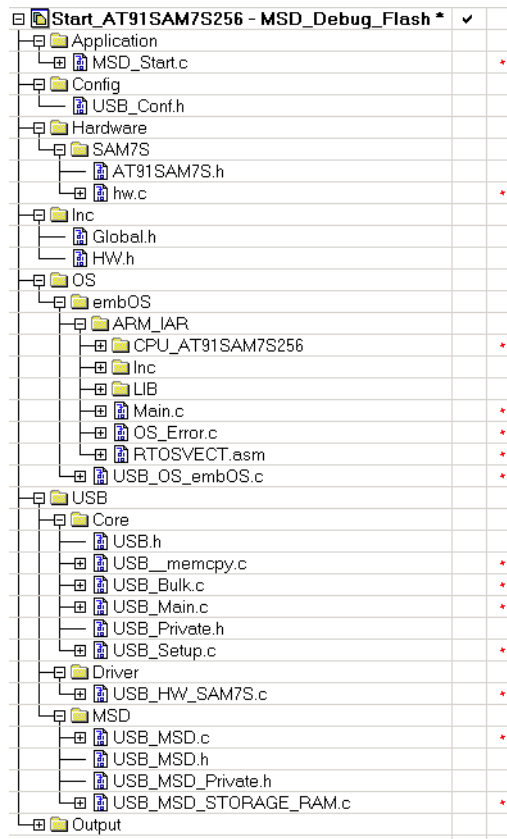 Start_AT91SAM7S256 - MSD_Debug_Flash *
Application
MSD_Start.c
Config
USB_Conf.h
Hardware
SAM7S
AT91SAM7S.h
hw.c
Inc
Global.h
HW.h
OS
embOS
ARM_IAR
CPU_AT91SAM7S256
Inc
LIB
Main.c
OS_Error.c
RTOSVECT.asm
USB_OS_embOS.c
USB
Core
USB.h
USB__memcpy.c
USB_Bulk.c
USB_Main.c
USB_Private.h
USB_Setup.c
Driver
USB_HW_SAM7S.c
MSD
USB_MSD.c
USB_MSD.h
USB_MSD_Private.h
USB_MSD_STORAGE_RAM.c
Output